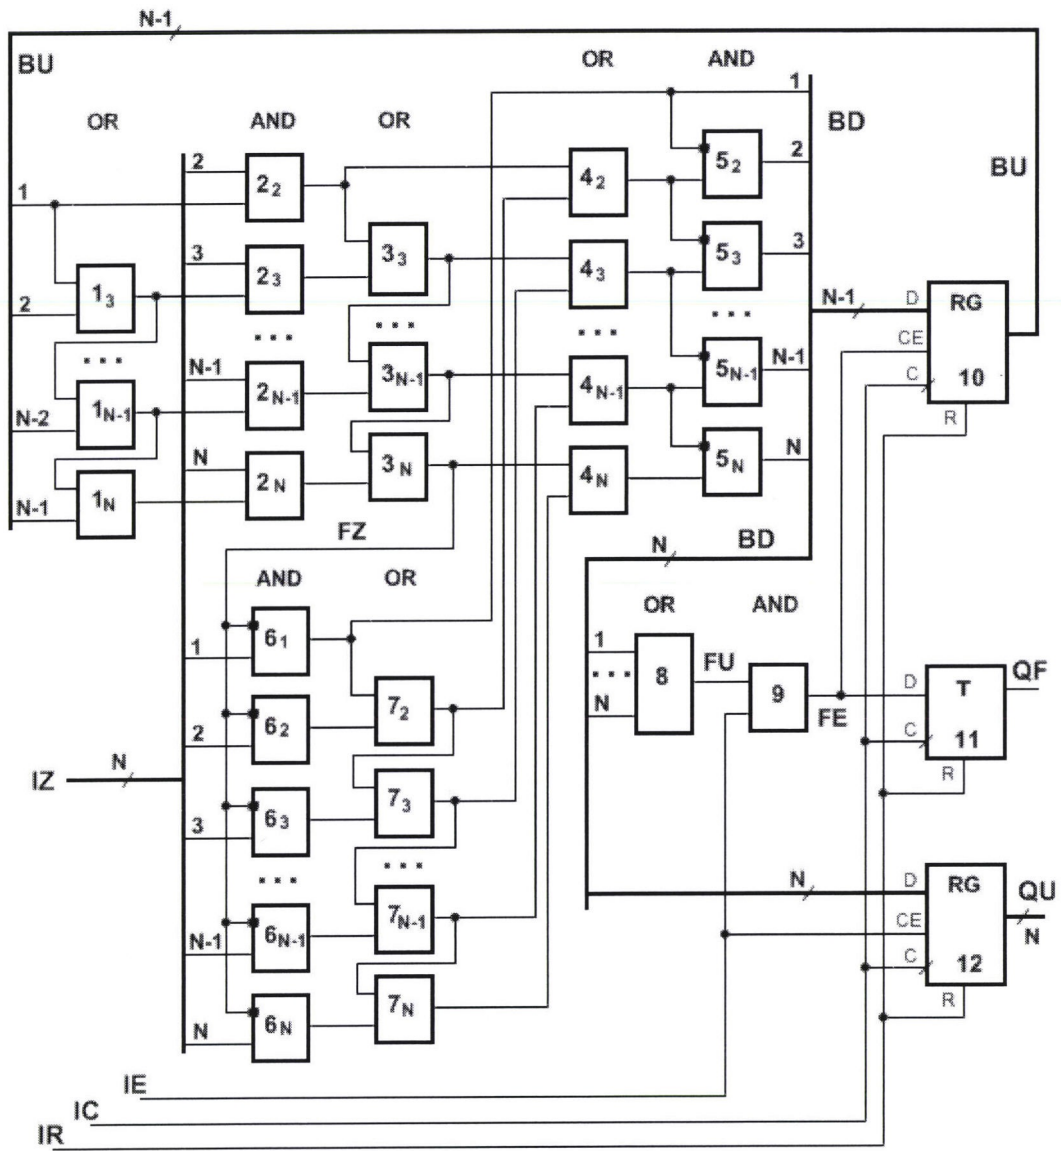 N-1
BU
OR AND
OR AND OR
1 BD
2 2₂ 4₂ 5₂ 2 BU
1
3 2₃ 3₃ 4₃ 5₃ 3
1₃
2
N-1 D RG
CE
N-1 2N-1 3N-1 4N-1 5N-1 N-1 C 10
N-2 1N-1
R
N 2N 3N 4N 5N N
N-1 1N
FZ N BD
AND OR OR AND
6₁ 1
1 8 FU 9 D T QF
7₂ N FE
2 6₂ C 11
IZ N R
3 6₃ 7₃
N D RG QU
7N-1 CE N
N-1 6N-1 C 12
R
N 6N 7N
IE
IC
IR